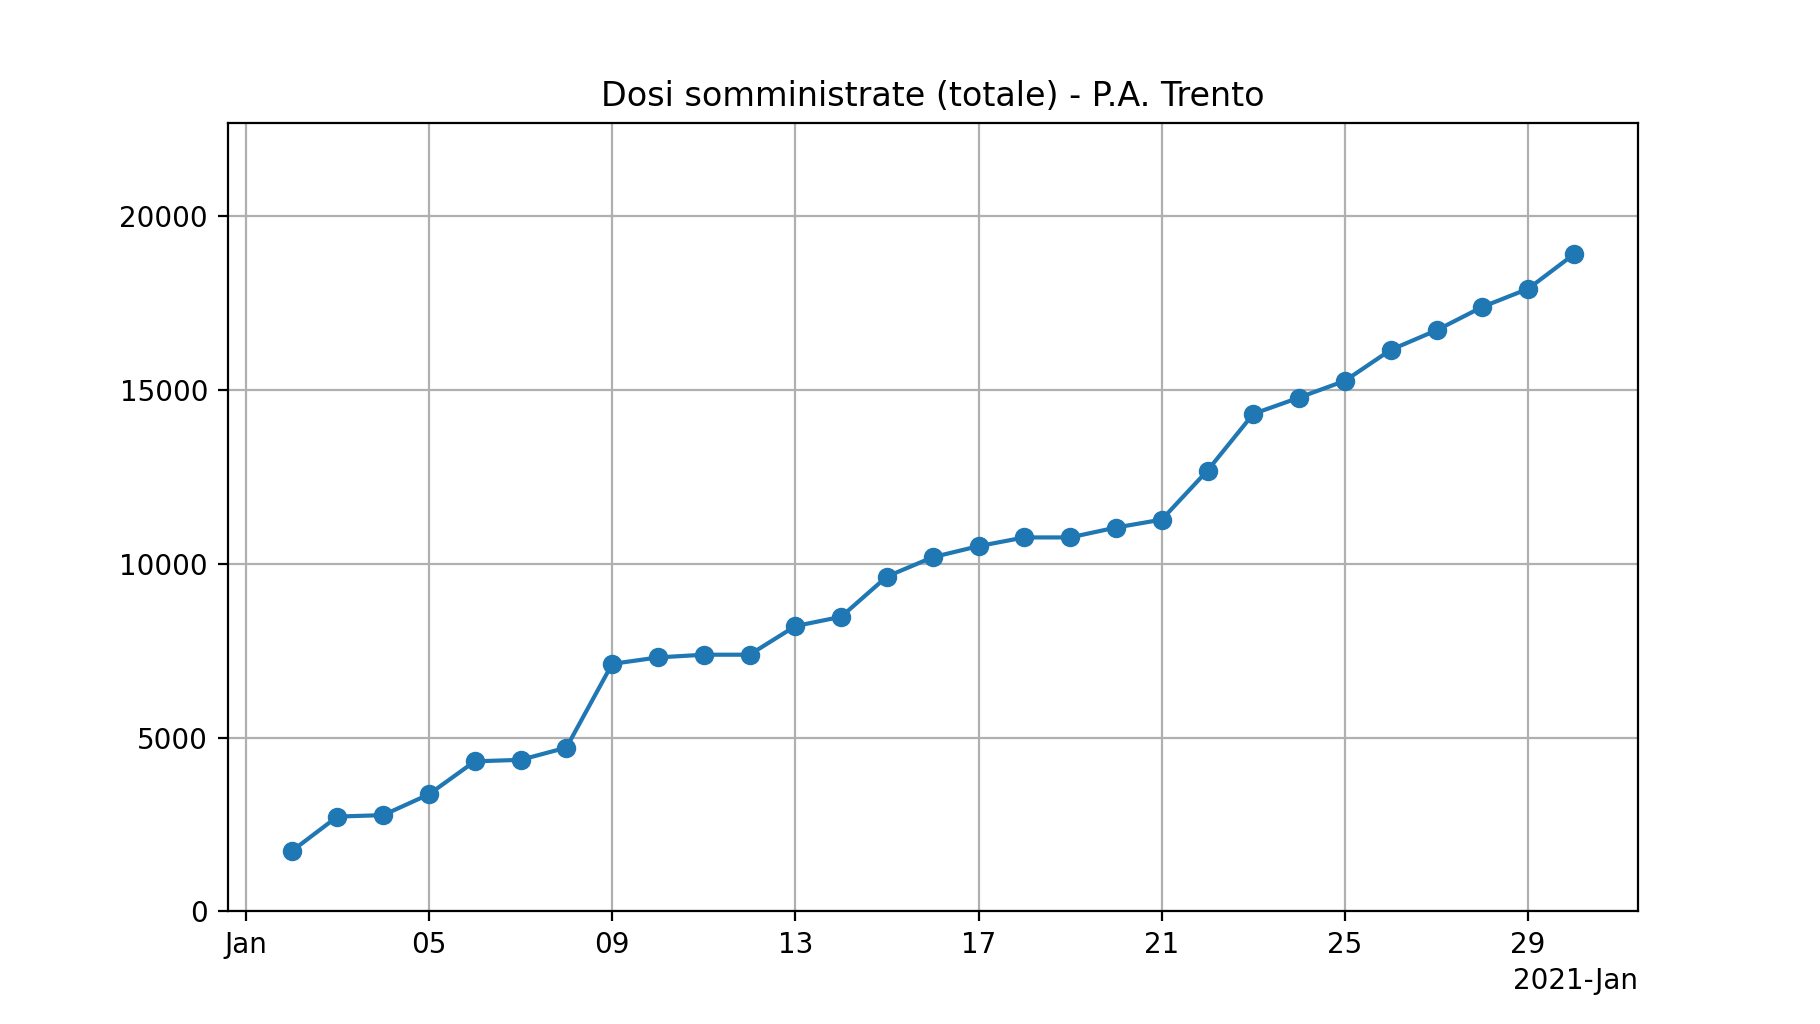 Dosi somministrate (totale) - P.A. Trento
20000
15000
10000
5000
0
Jan 05 09 13 17 21 25 29
2021-Jan